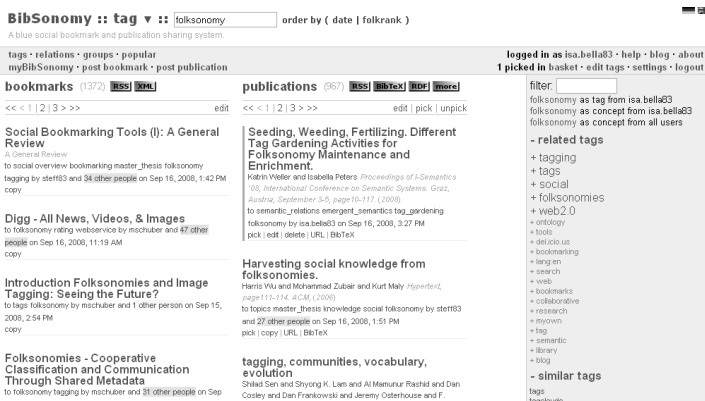 BibSonomy :: tag ▼ :: folksonomy order by ( date | folkrank )
A blue social bookmark and publication sharing system.
tags · relations · groups · popular
myBibSonomy · post bookmark · post publication
logged in as isa.bella83 · help · blog · about
1 picked in basket · edit tags · settings · logout
bookmarks (1372) RSS XML
<< < 1 | 2 | 3 > >> edit
Social Bookmarking Tools (I): A General
Review
A General Review
to social overview bookmarking master_thesis folksonomy
tagging by steff83 and 34 other people on Sep 16, 2008, 1:42 PM
copy
Digg - All News, Videos, & Images
to folksonomy rating webservice by mschuber and 47 other
people on Sep 16, 2008, 11:19 AM
copy
Introduction Folksonomies and Image
Tagging: Seeing the Future?
to tags folksonomy by mschuber and 1 other person on Sep 15,
2008, 2:54 PM
copy
Folksonomies - Cooperative
Classification and Communication
Through Shared Metadata
to folksonomy tagging by mschuber and 31 other people on Sep
publications (967) RSS BibTeX RDF more
<< < 1 | 2 | 3 > >> edit | pick | unpick
Seeding, Weeding, Fertilizing. Different
Tag Gardening Activities for
Folksonomy Maintenance and
Enrichment.
Katrin Weller and Isabella Peters Proceedings of I-Semantics
'08, International Conference on Semantic Systems. Graz,
Austria, September 3-5, page10-117. (2008)
to semantic_relations emergent_semantics tag_gardening
folksonomy by isa.bella83 on Sep 16, 2008, 3:27 PM
pick | edit | delete | URL | BibTeX
Harvesting social knowledge from
folksonomies.
Harris Wu and Mohammad Zubair and Kurt Maly Hypertext,
page111-114. ACM, (2006)
to topics master_thesis knowledge social folksonomy by steff83
and 27 other people on Sep 16, 2008, 1:51 PM
pick | copy | URL | BibTeX
tagging, communities, vocabulary,
evolution
Shilad Sen and Shyong K. Lam and Al Mamunur Rashid and Dan
Cosley and Dan Frankowski and Jeremy Osterhouse and F.
filter:
folksonomy as tag from isa.bella83
folksonomy as concept from isa.bella83
folksonomy as concept from all users
- related tags
+ tagging
+ tags
+ social
+ folksonomies
+ web2.0
+ ontology
+ tools
+ del.icio.us
+ bookmarking
+ lang:en
+ search
+ web
+ bookmarks
+ collaborative
+ research
+ myown
+ tag
+ semantic
+ library
+ blog
- similar tags
tags